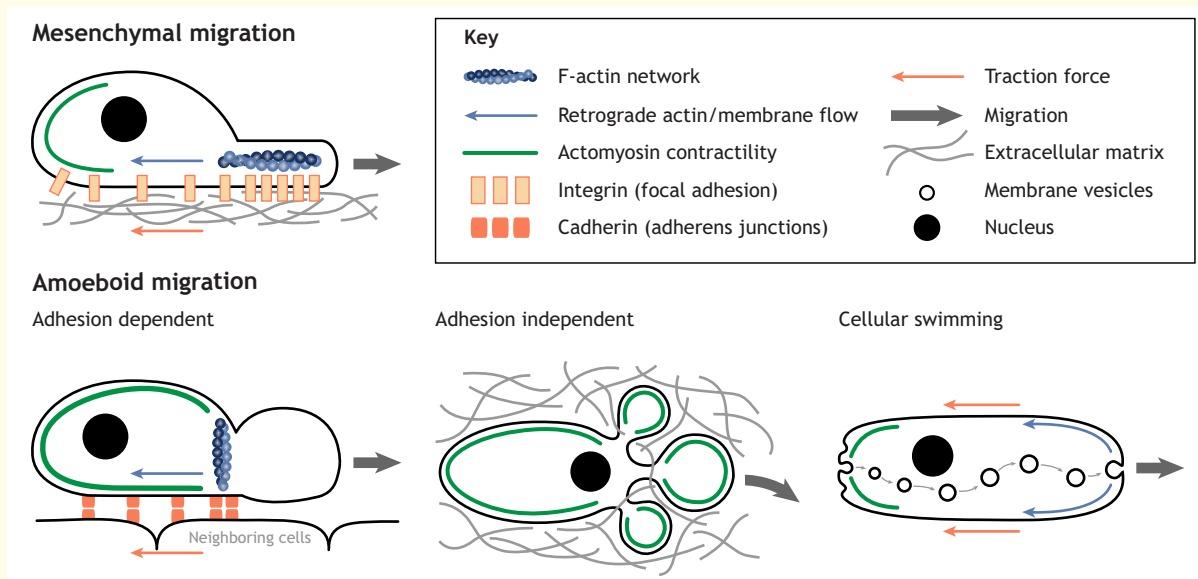 Mesenchymal migration
Key
F-actin network
Retrograde actin/membrane flow
Actomyosin contractility
Integrin (focal adhesion)
Cadherin (adherens junctions)
Traction force
Migration
Extracellular matrix
Membrane vesicles
Nucleus
Amoeboid migration
Adhesion dependent
Adhesion independent
Cellular swimming
Neighboring cells